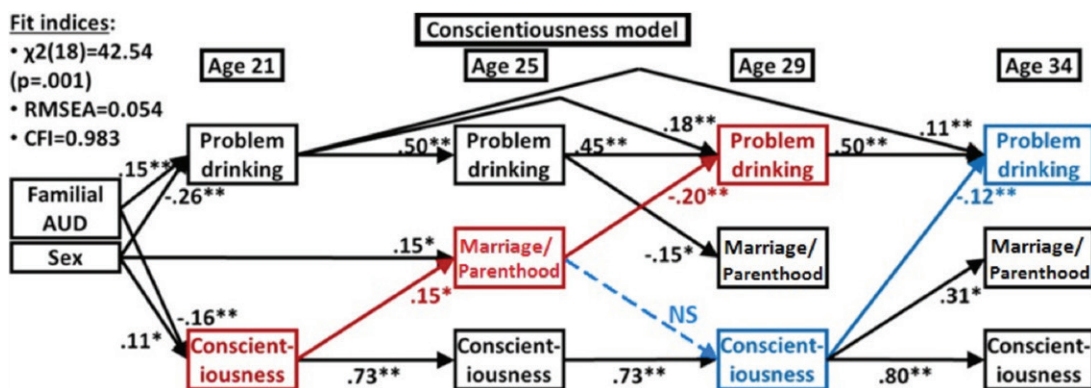 Fit indices:
• χ2(18)=42.54
(p=.001)
• RMSEA=0.054
• CFI=0.983
Conscientiousness model
Age 21
Age 25
Age 29
Age 34
Familial
AUD
Sex
.15**
-.26**
-.16**
.11*
Problem
drinking
.50**
Problem
drinking
.45**
.18**
Problem
drinking
.50**
.11**
Problem
drinking
-.20**
-.12**
.15*
Marriage/
Parenthood
.15*
-.15*
Marriage/
Parenthood
.31*
Marriage/
Parenthood
NS
Conscient-
iousness
.73**
Conscient-
iousness
.73**
Conscient-
iousness
.80**
Conscient-
iousness